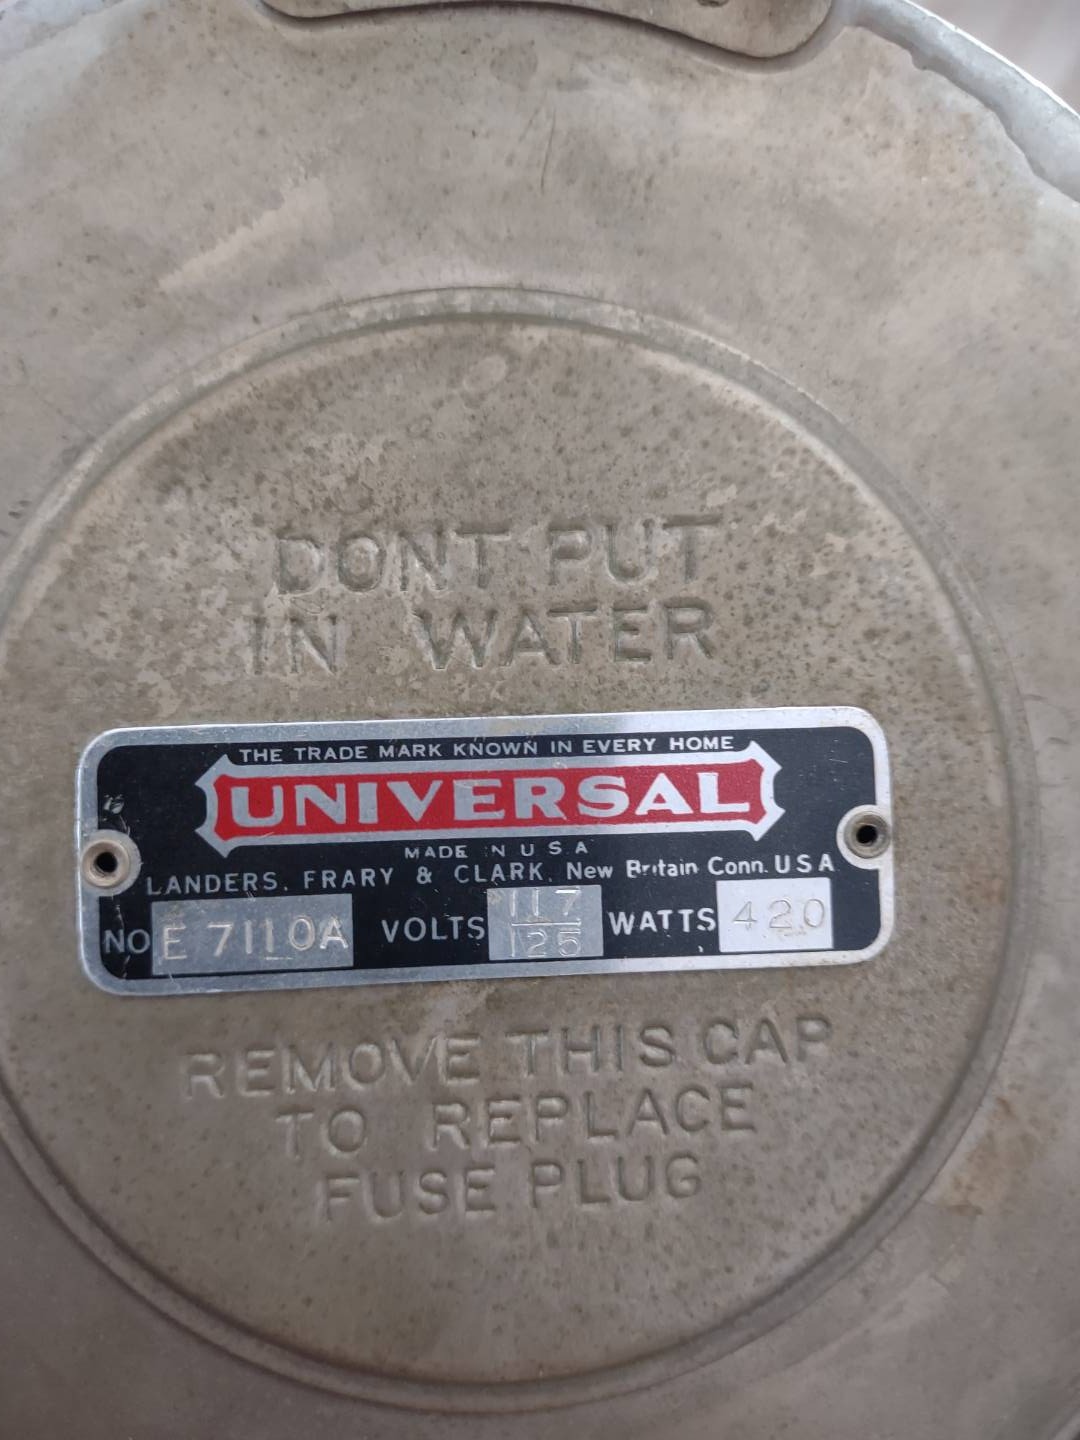 DONT PUT
IN WATER
THE TRADE MARK KNOWN IN EVERY HOME
UNIVERSAL
MADE IN U S A
LANDERS, FRARY & CLARK, New Britain Conn. U S A
NO E 7110A VOLTS 117/125 WATTS 420
REMOVE THIS CAP
TO REPLACE
FUSE PLUG